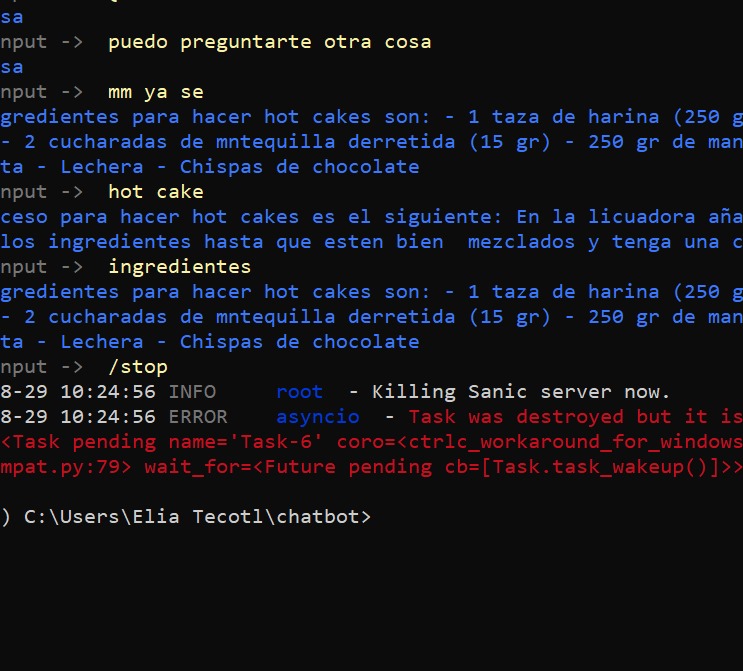 sa
nput -> puedo preguntarte otra cosa
sa
nput -> mm ya se
gredientes para hacer hot cakes son: - 1 taza de harina (250 g
- 2 cucharadas de mntequilla derretida (15 gr) - 250 gr de man
ta - Lechera - Chispas de chocolate
nput -> hot cake
ceso para hacer hot cakes es el siguiente: En la licuadora aña
los ingredientes hasta que esten bien  mezclados y tenga una c
nput -> ingredientes
gredientes para hacer hot cakes son: - 1 taza de harina (250 g
- 2 cucharadas de mntequilla derretida (15 gr) - 250 gr de man
ta - Lechera - Chispas de chocolate
nput -> /stop
8-29 10:24:56 INFO root - Killing Sanic server now.
8-29 10:24:56 ERROR asyncio - Task was destroyed but it is
<Task pending name='Task-6' coro=<ctrlc_workaround_for_windows
mpat.py:79> wait_for=<Future pending cb=[Task.task_wakeup()]>>
) C:\Users\Elia Tecotl\chatbot>